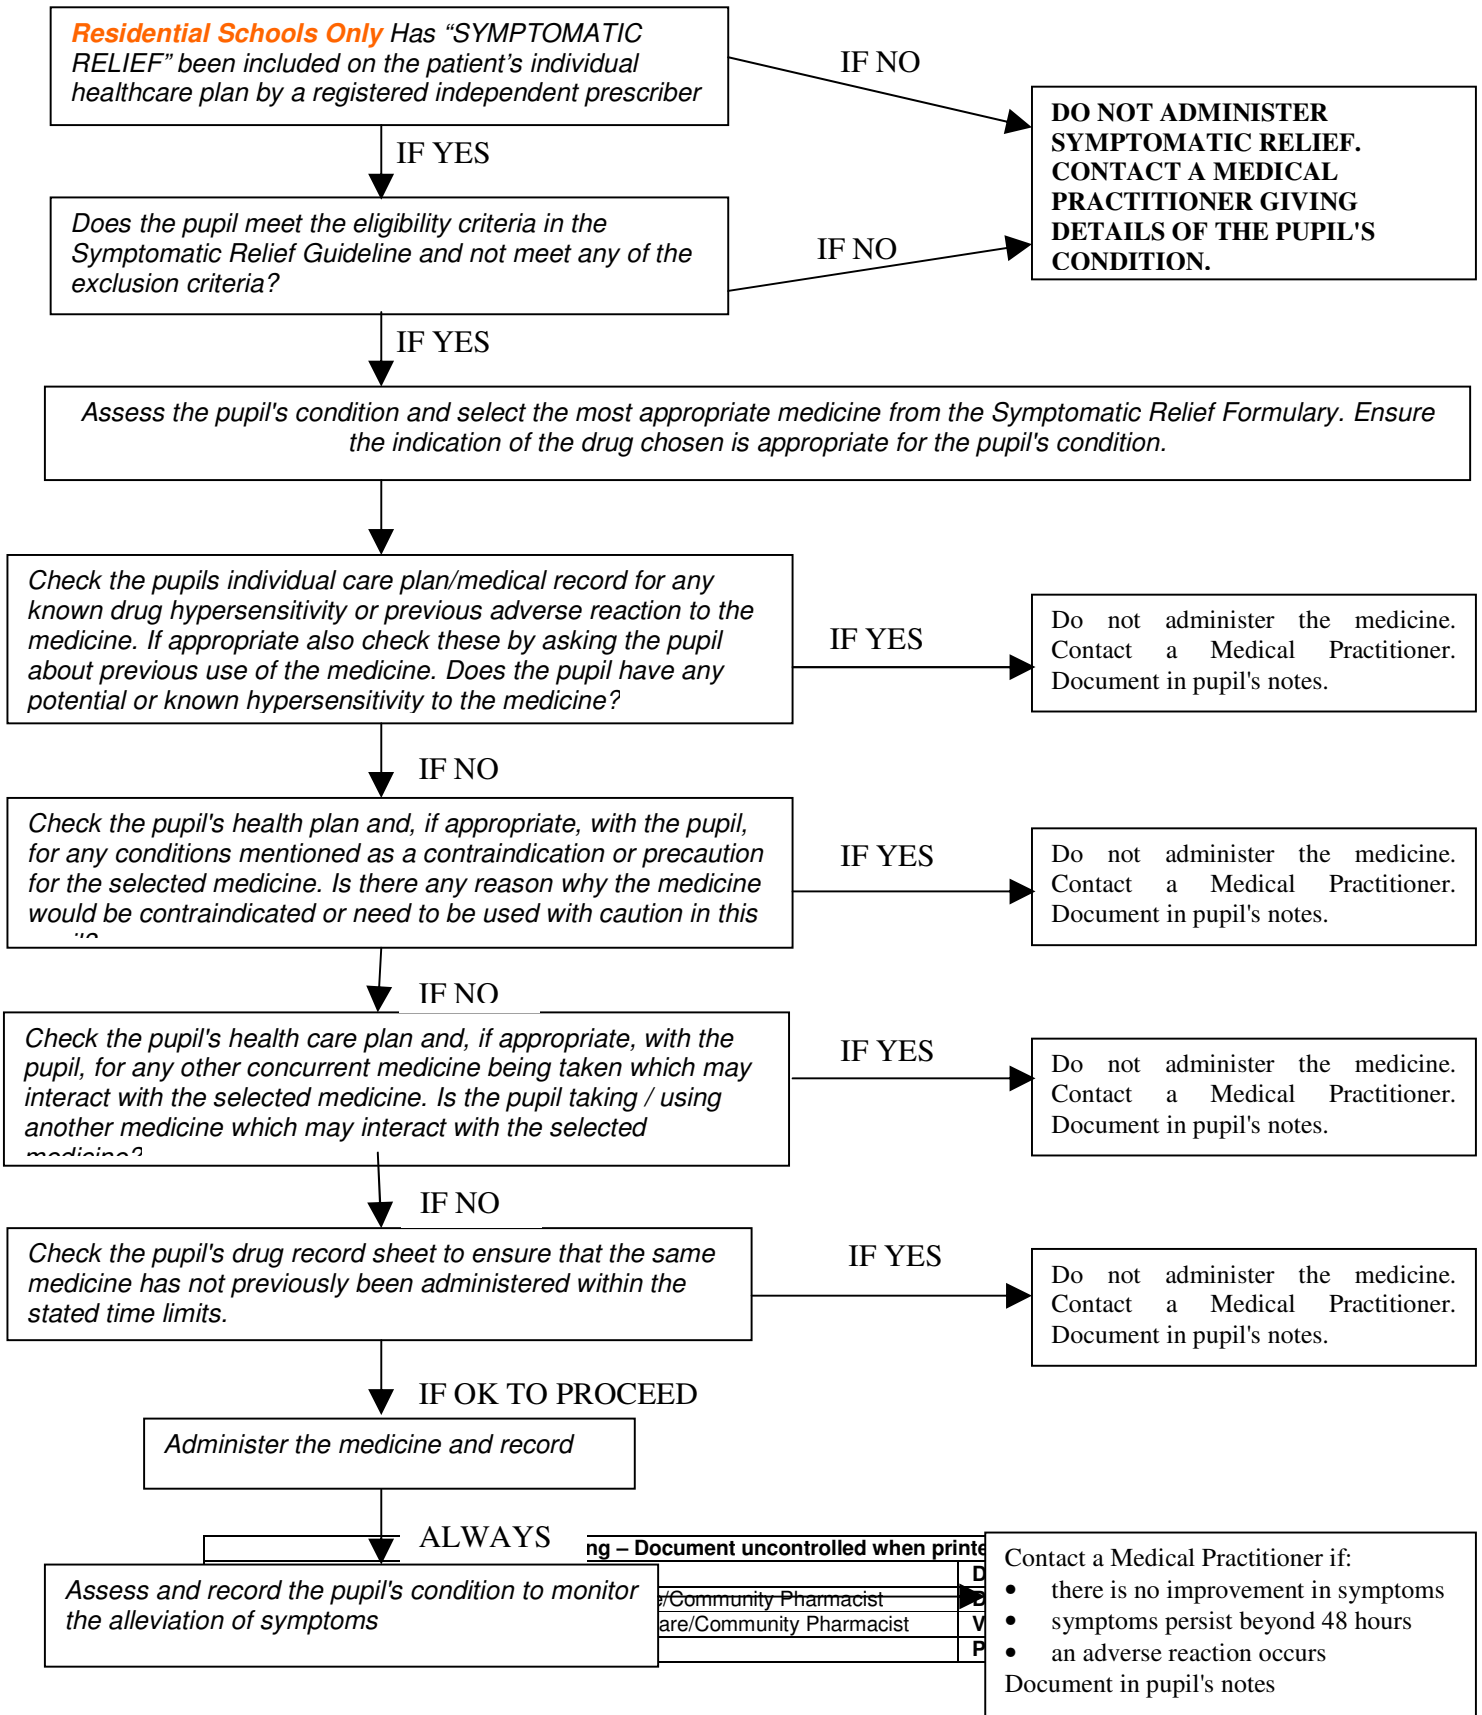 Residential Schools Only Has “SYMPTOMATIC
RELIEF” been included on the patient’s individual
healthcare plan by a registered independent prescriber
IF NO
DO NOT ADMINISTER
SYMPTOMATIC RELIEF.
CONTACT A MEDICAL
PRACTITIONER GIVING
DETAILS OF THE PUPIL'S
CONDITION.
IF YES
Does the pupil meet the eligibility criteria in the
Symptomatic Relief Guideline and not meet any of the
exclusion criteria?
IF NO
IF YES
Assess the pupil's condition and select the most appropriate medicine from the Symptomatic Relief Formulary. Ensure
the indication of the drug chosen is appropriate for the pupil's condition.
Check the pupils individual care plan/medical record for any
known drug hypersensitivity or previous adverse reaction to the
medicine. If appropriate also check these by asking the pupil
about previous use of the medicine. Does the pupil have any
potential or known hypersensitivity to the medicine?
IF YES
Do not administer the medicine.
Contact a Medical Practitioner.
Document in pupil's notes.
IF NO
Check the pupil's health plan and, if appropriate, with the pupil,
for any conditions mentioned as a contraindication or precaution
for the selected medicine. Is there any reason why the medicine
would be contraindicated or need to be used with caution in this
IF YES
Do not administer the medicine.
Contact a Medical Practitioner.
Document in pupil's notes.
IF NO
Check the pupil's health care plan and, if appropriate, with the
pupil, for any other concurrent medicine being taken which may
interact with the selected medicine. Is the pupil taking / using
another medicine which may interact with the selected
medicine?
IF YES
Do not administer the medicine.
Contact a Medical Practitioner.
Document in pupil's notes.
IF NO
Check the pupil's drug record sheet to ensure that the same
medicine has not previously been administered within the
stated time limits.
IF YES
Do not administer the medicine.
Contact a Medical Practitioner.
Document in pupil's notes.
IF OK TO PROCEED
Administer the medicine and record
ALWAYS
ng – Document uncontrolled when printe
D
e/Community Pharmacist D
are/Community Pharmacist V
P
Assess and record the pupil's condition to monitor
the alleviation of symptoms
Contact a Medical Practitioner if:
• there is no improvement in symptoms
• symptoms persist beyond 48 hours
• an adverse reaction occurs
Document in pupil's notes